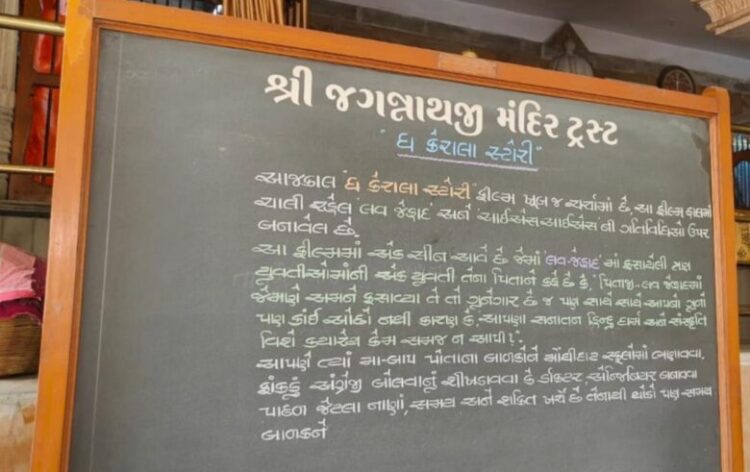 શ્રી જગન્નાથજી મંદિર ટ્રસ્ટ
ધ કેરાલા સ્ટોરી
આજકાલ ધ કેરાલા સ્ટોરી ફીલ્મ ખૂબ જ ચર્ચામાં છે. આ ફીલ્મ હાલમાં
ચાલી રહેલ લવ જેહાદ અને આઈએસઆઈએસ ની ગતિવિધિઓ ઉપર
બનાવેલ છે.
આ ફીલ્મમાં એક સીન આવે છે જેમાં લવ-જેહાદ માં ફસાયેલી ત્રણ
યુવતીઓમાંની એક યુવતી તેના પિતાને કહે છે કે, પિતાજી-લવ જેહાદમાં
જેમણે અમને ફસાવ્યા તે તો ગુનેગાર છે જ પણ સાથે સાથે આપનો ગુનો
પણ કાંઈ ઓછો નથી કારણ કે, આપણા સનાતન હિન્દુ ધર્મ અને સંસ્કૃતિ
વિશે ક્યારેય કેમ સમજ ન આપી?.
આપણે ત્યાં મા-બાપ પોતાના બાળકોને મોંઘીદાટ સ્કૂલોમાં ભણાવવા,
ફાંકડું અંગ્રેજી બોલવાનું શીખડાવવા કે ડોક્ટર, એન્જિનિયર બનાવવા
પાછળ જેટલા નાણાં, સમય અને શક્તિ ખર્ચે છે તેનાથી થોડો પણ સમય
બાળકને